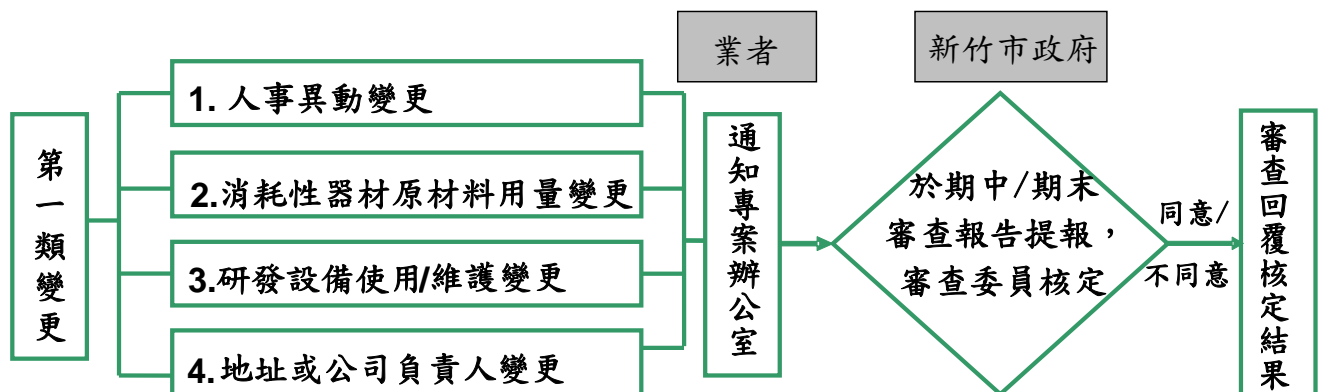 業者
新竹市政府
第一類變更
1. 人事異動變更
2.消耗性器材原材料用量變更
3.研發設備使用/維護變更
4.地址或公司負責人變更
通知專案辦公室
於期中/期末
審查報告提報，
審查委員核定
同意/
不同意
審查回覆核定結果